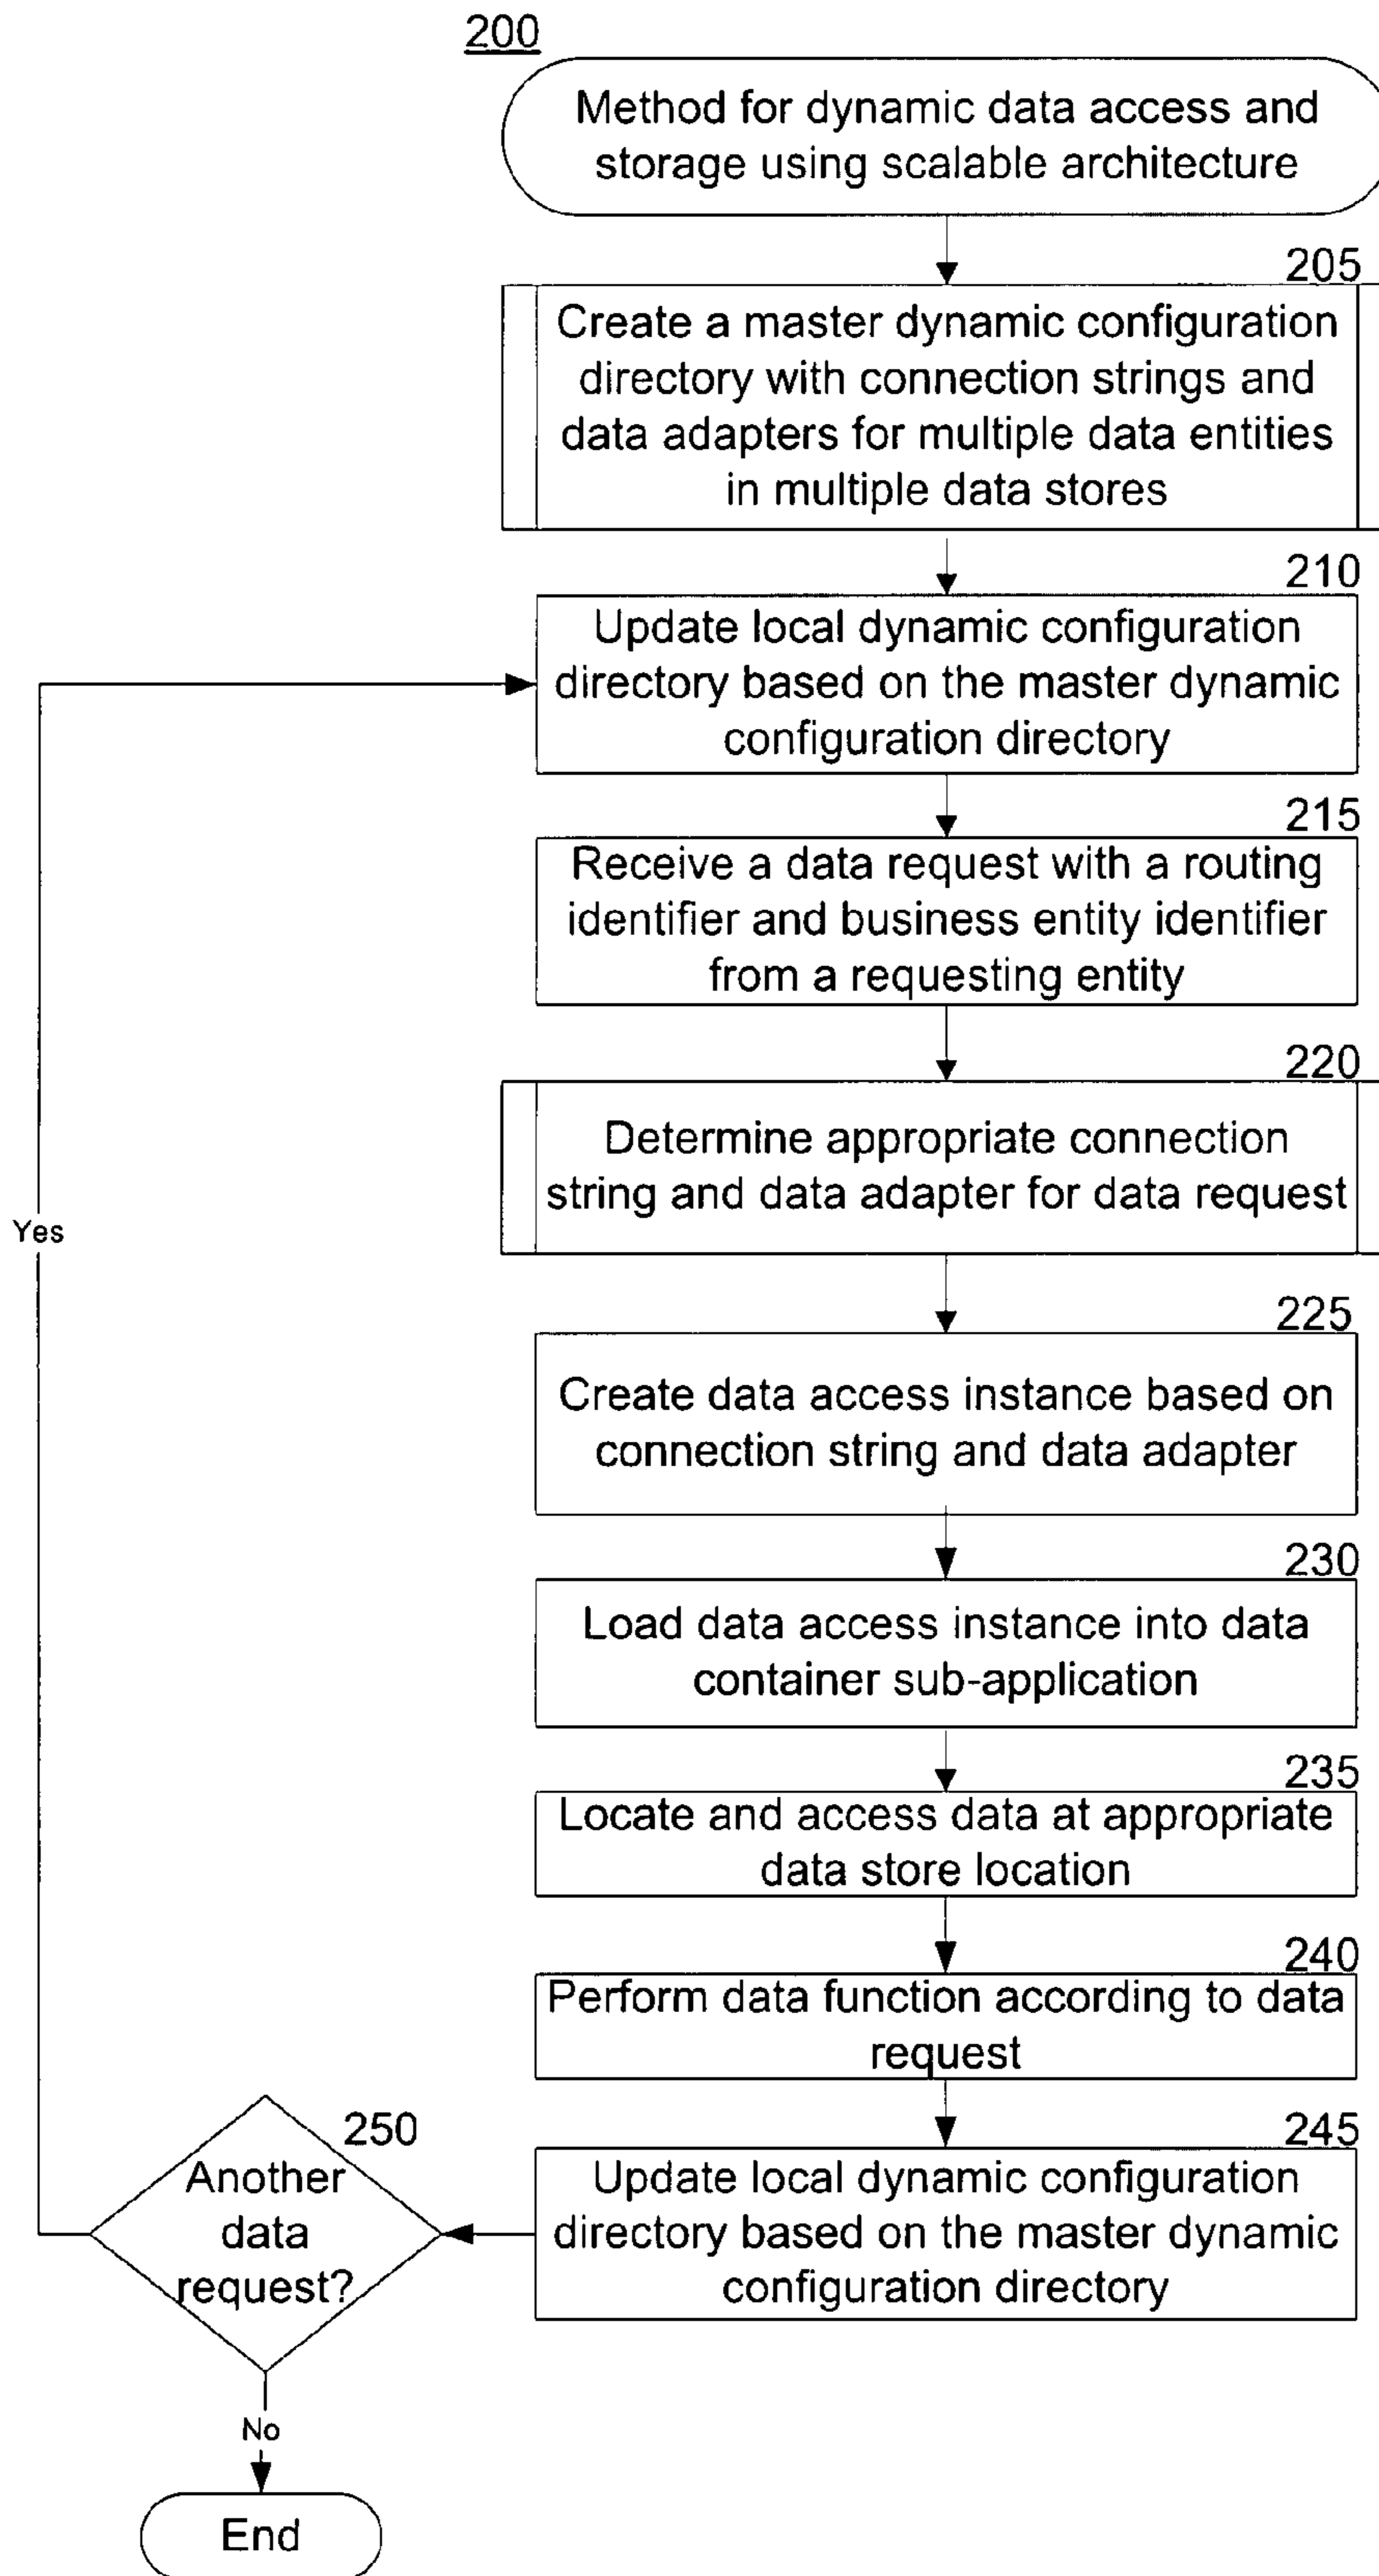 200
Method for dynamic data access and
storage using scalable architecture
205
Create a master dynamic configuration
directory with connection strings and
data adapters for multiple data entities
in multiple data stores
210
Update local dynamic configuration
directory based on the master dynamic
configuration directory
215
Receive a data request with a routing
identifier and business entity identifier
from a requesting entity
220
Determine appropriate connection
string and data adapter for data request
Yes
225
Create data access instance based on
connection string and data adapter
230
Load data access instance into data
container sub-application
235
Locate and access data at appropriate
data store location
240
Perform data function according to data
request
245
Update local dynamic configuration
directory based on the master dynamic
configuration directory
250
Another
data
request?
No
End